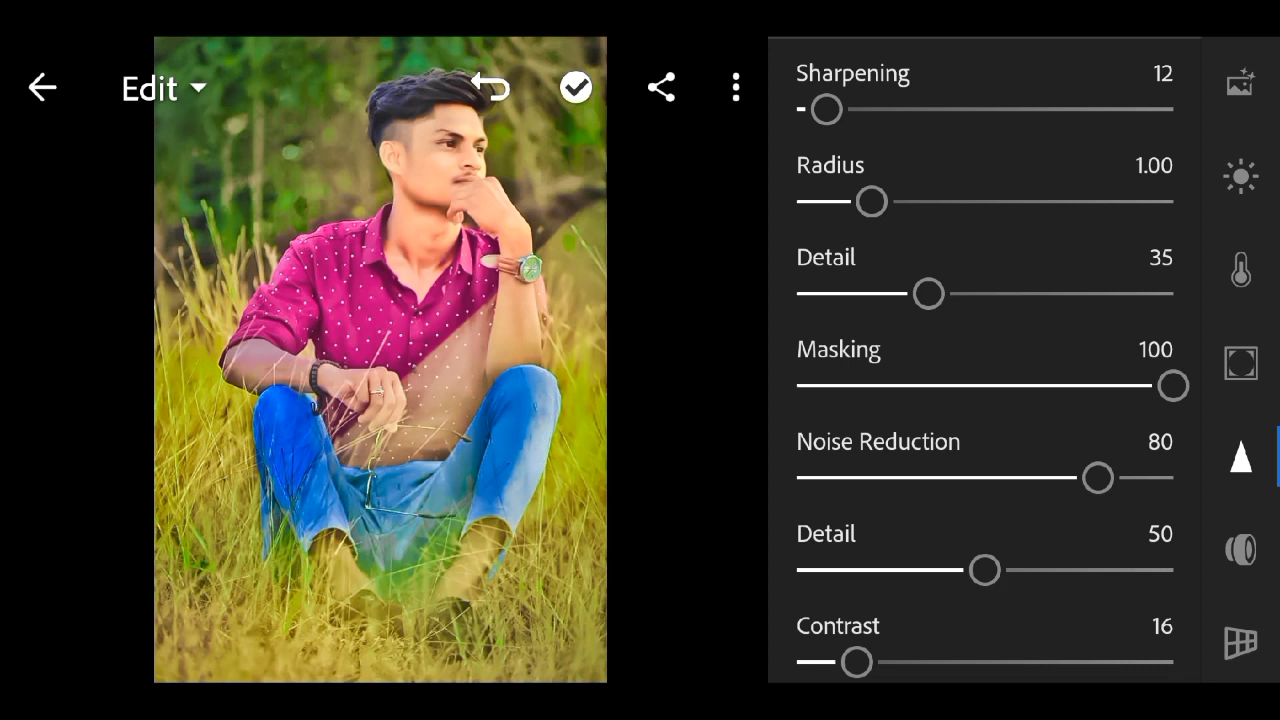 Edit
Sharpening 12
Radius 1.00
Detail 35
Masking 100
Noise Reduction 80
Detail 50
Contrast 16